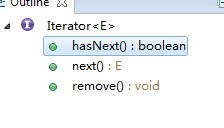 Outline
Iterator<E>
hasNext() : boolean
next() : E
remove() : void